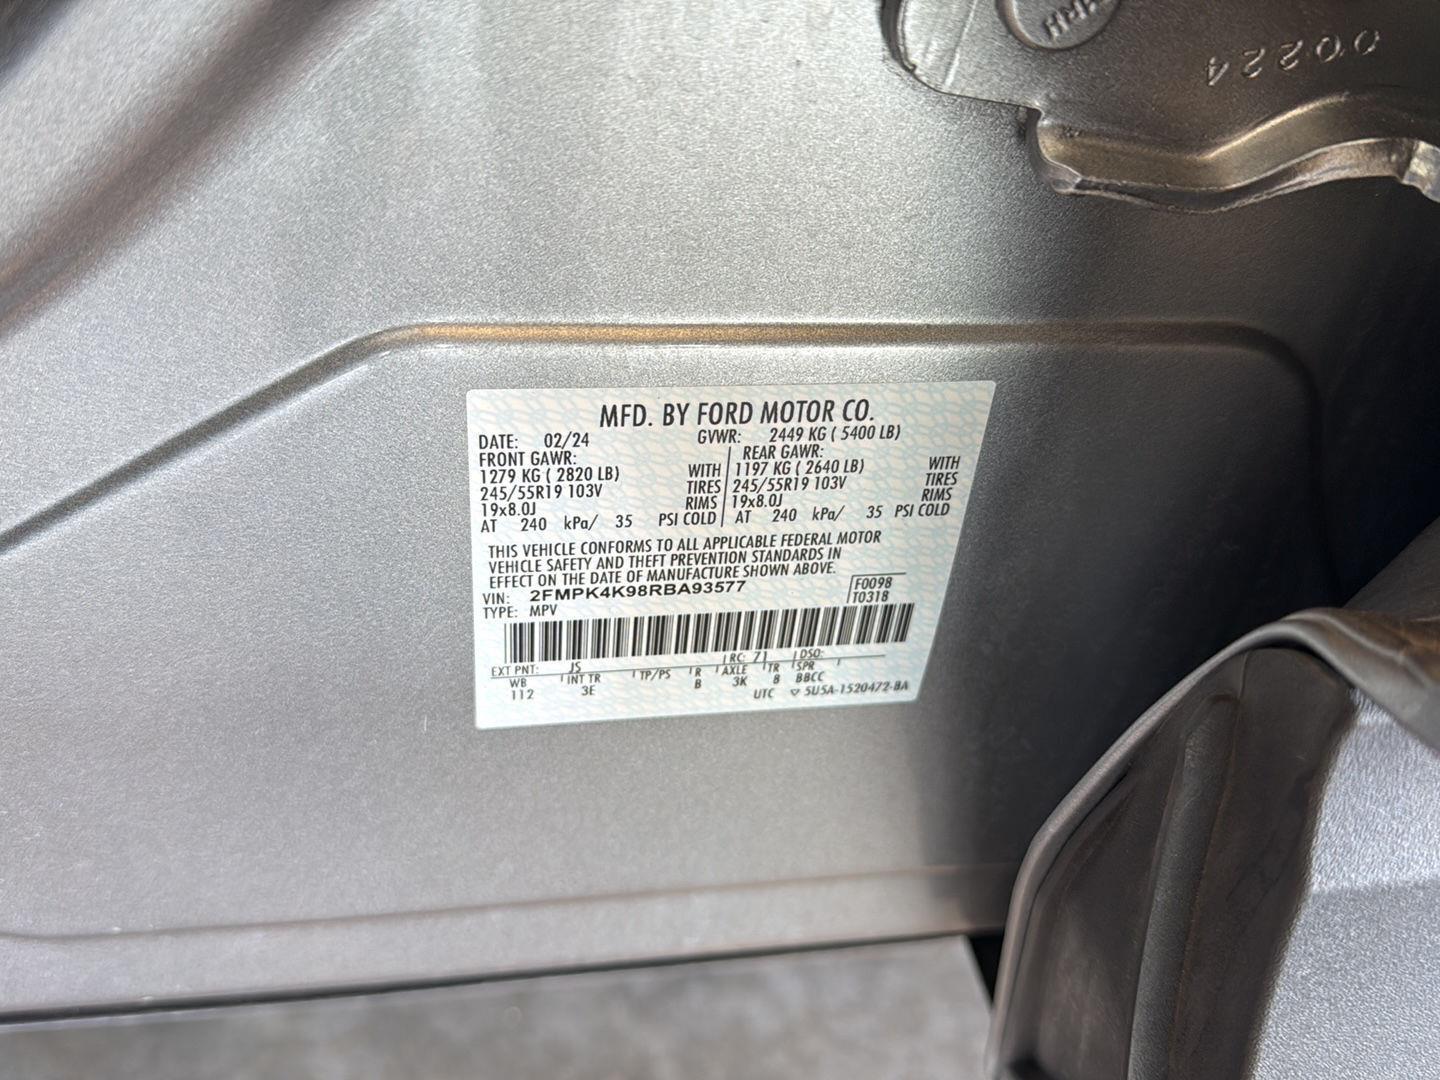 HRH
00224
MFD. BY FORD MOTOR CO.
DATE: 02/24 GVWR: 2449 KG ( 5400 LB)
FRONT GAWR: REAR GAWR:
1279 KG ( 2820 LB) WITH 1197 KG ( 2640 LB) WITH
245/55R19 103V TIRES 245/55R19 103V TIRES
19x8.0J RIMS 19x8.0J RIMS
AT 240 kPa/ 35 PSI COLD AT 240 kPa/ 35 PSI COLD
THIS VEHICLE CONFORMS TO ALL APPLICABLE FEDERAL MOTOR
VEHICLE SAFETY AND THEFT PREVENTION STANDARDS IN
EFFECT ON THE DATE OF MANUFACTURE SHOWN ABOVE.
VIN: 2FMPK4K98RBA93577 F0098
TYPE: MPV T0318
EXT PNT: JS RC: 71 DSO:
WB INT TR TP/PS R AXLE TR SPR
112 3E B 3K 8 BBCC
UTC 5U5A-1520472-BA